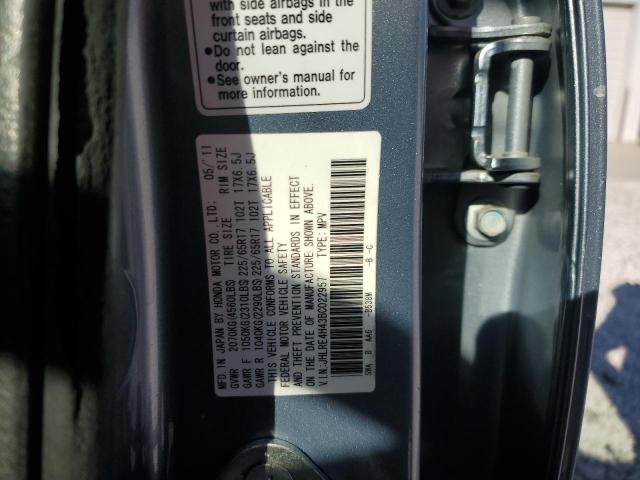 with side airbags in the
front seats and side
curtain airbags.
•Do not lean against the
door.
•See owner's manual for
more information.
MFD. IN JAPAN BY HONDA MOTOR CO., LTD: 05/'11
GVWR 2070KG(4560LBS) TIRE SIZE RIM SIZE
GAWR F 1050KG(2310LBS) 225/65R17 102T 17X6.5J
GAWR R 1040KG(2290LBS) 225/65R17 102T 17X6.5J
THIS VEHICLE CONFORMS TO ALL APPLICABLE
FEDERAL MOTOR VEHICLE SAFETY
AND THEFT PREVENTION STANDARDS IN EFFECT
ON THE DATE OF MANUFACTURE SHOWN ABOVE.
V.I.N.:JHLRE4H43BC022957 TYPE: MPV
SWA B AA6 -B538M -B -C